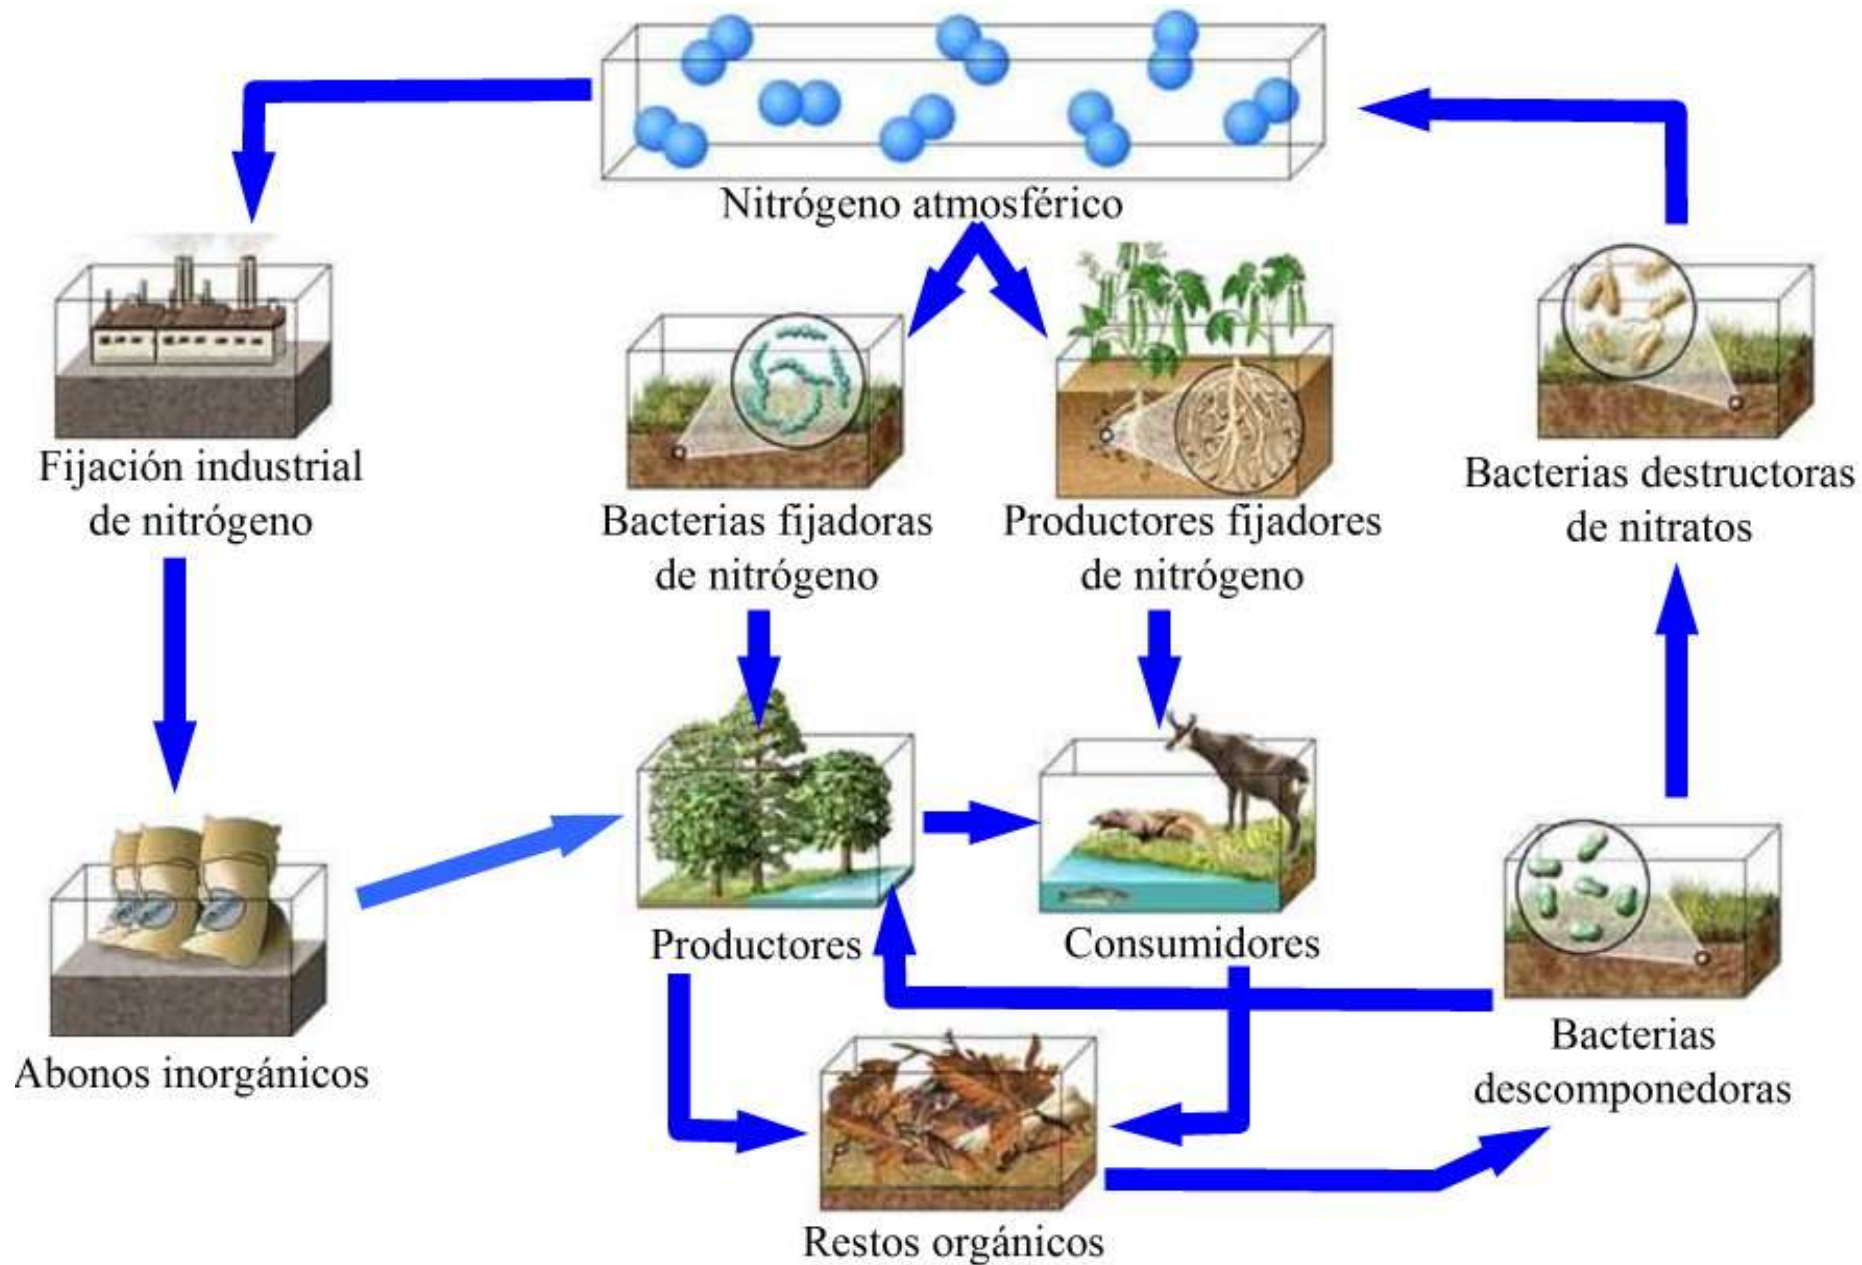 Nitrógeno atmosférico
Fijación industrial
de nitrógeno
Bacterias fijadoras
de nitrógeno
Productores fijadores
de nitrógeno
Bacterias destructoras
de nitratos
Abonos inorgánicos
Productores
Consumidores
Bacterias
descomponedoras
Restos orgánicos